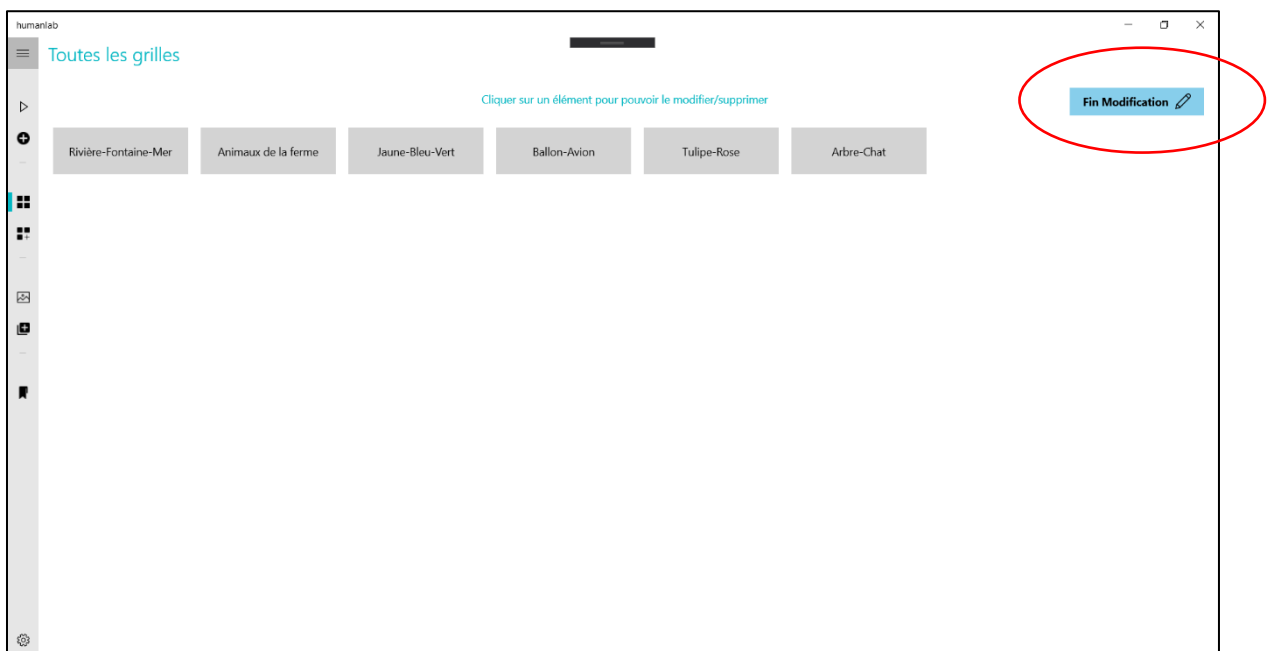 humanlab
Toutes les grilles
Cliquer sur un élément pour pouvoir le modifier/supprimer
Fin Modification
Rivière-Fontaine-Mer
Animaux de la ferme
Jaune-Bleu-Vert
Ballon-Avion
Tulipe-Rose
Arbre-Chat